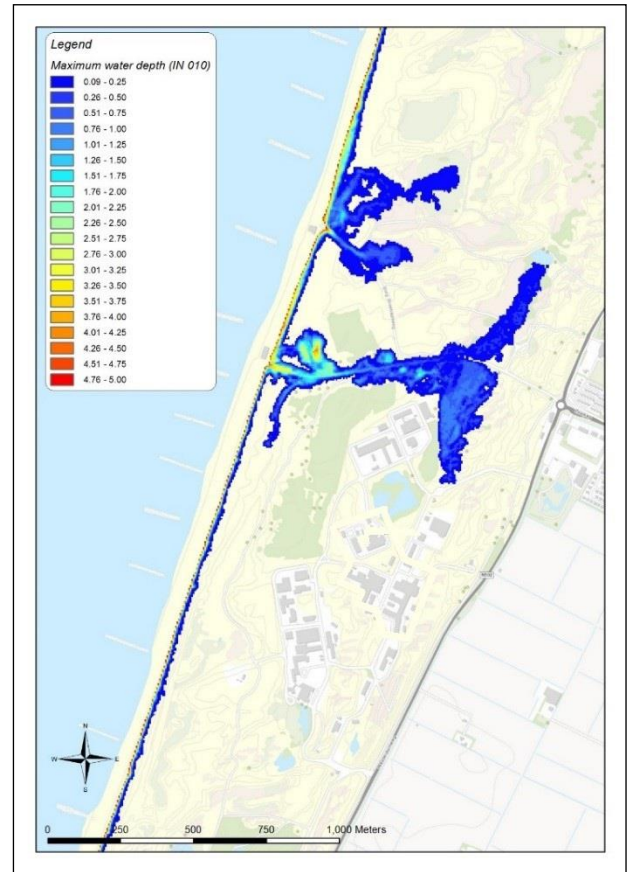 Legend
Maximum water depth (IN 010)
0.09 - 0.25
0.26 - 0.50
0.51 - 0.75
0.76 - 1.00
1.01 - 1.25
1.26 - 1.50
1.51 - 1.75
1.76 - 2.00
2.01 - 2.25
2.26 - 2.50
2.51 - 2.75
2.76 - 3.00
3.01 - 3.25
3.26 - 3.50
3.51 - 3.75
3.76 - 4.00
4.01 - 4.25
4.26 - 4.50
4.51 - 4.75
4.76 - 5.00
N
W
E
S
0 250 500 750 1,000 Meters